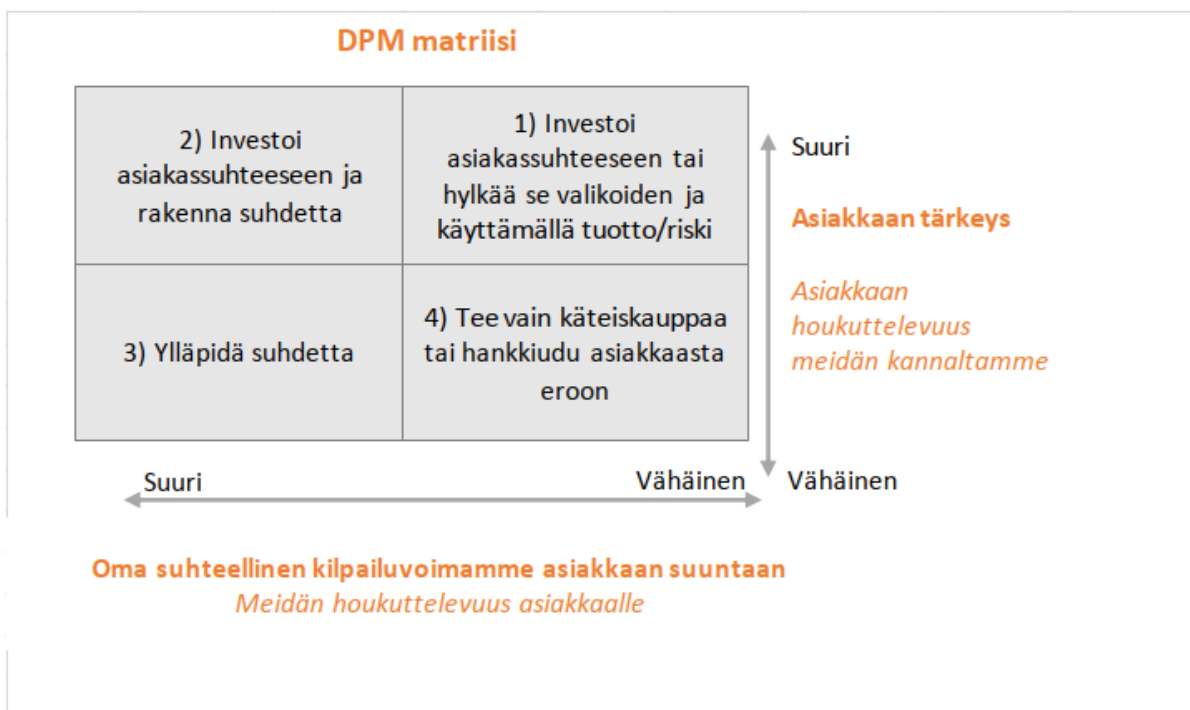 DPM matriisi
2) Investoi
asiakassuhteeseen ja
rakenna suhdetta
1) Investoi
asiakassuhteeseen tai
hylkää se valikoiden ja
käyttämällä tuotto/riski
3) Ylläpidä suhdetta
4) Tee vain käteiskauppaa
tai hankkiudu asiakkaasta
eroon
Suuri
Asiakkaan tärkeys
Asiakkaan
houkuttelevuus
meidän kannaltamme
Vähäinen
Suuri
Vähäinen
Oma suhteellinen kilpailuvoimamme asiakkaan suuntaan
Meidän houkuttelevuus asiakkaalle